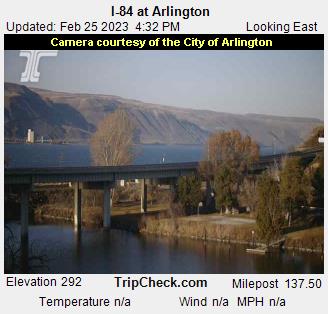 I-84 at Arlington
Updated: Feb 25 2023 4:32 PM Looking East
Camera courtesy of the City of Arlington
Elevation 292 TripCheck.com Milepost 137.50
Temperature n/a Wind n/a MPH n/a